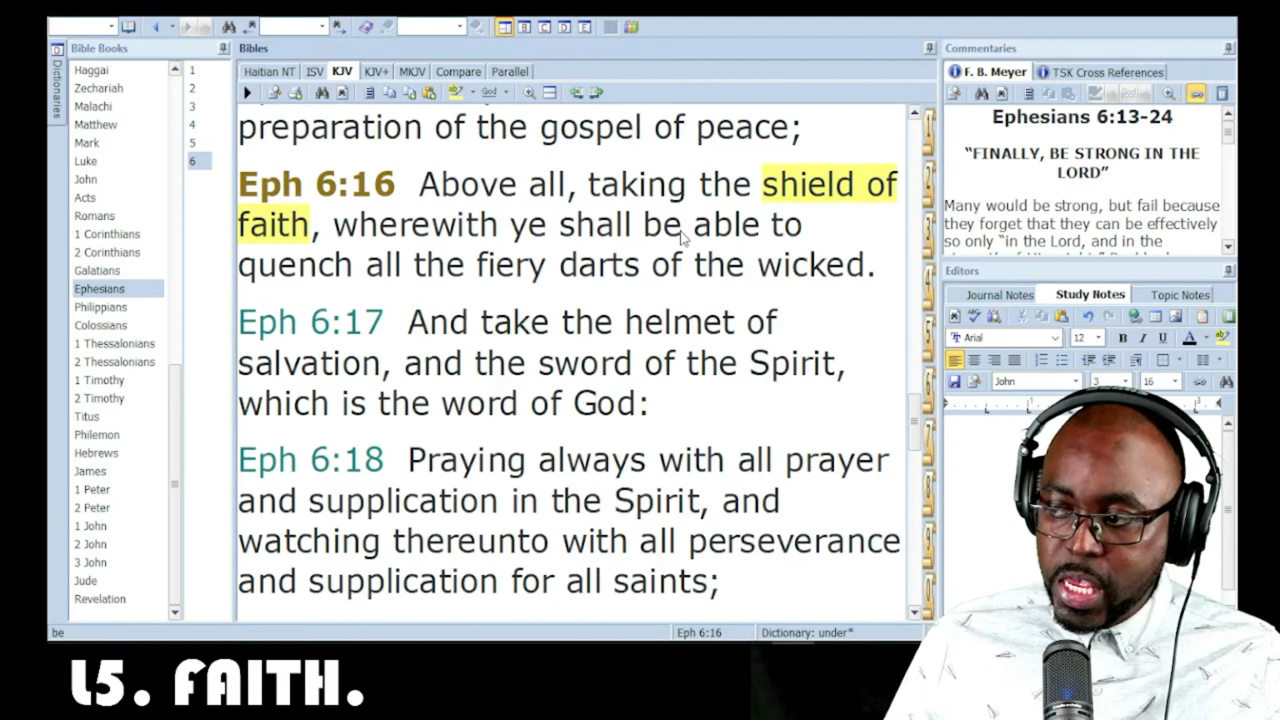 Bible Books
Haggai
Zechariah
Malachi
Matthew
Mark
Luke
John
Acts
Romans
1 Corinthians
2 Corinthians
Galatians
Ephesians
Philippians
Colossians
1 Thessalonians
2 Thessalonians
1 Timothy
2 Timothy
Titus
Philemon
Hebrews
James
1 Peter
2 Peter
1 John
2 John
3 John
Jude
Revelation
1
2
3
4
5
6
Dictionaries
B C D E
Bibles
Haitian NT ISV KJV KJV+ MKJV Compare Parallel
God
preparation of the gospel of peace;
Eph 6:16 Above all, taking the shield of
faith, wherewith ye shall be able to
quench all the fiery darts of the wicked.
Eph 6:17 And take the helmet of
salvation, and the sword of the Spirit,
which is the word of God:
Eph 6:18 Praying always with all prayer
and supplication in the Spirit, and
watching thereunto with all perseverance
and supplication for all saints;
Commentaries
F. B. Meyer TSK Cross References
Ephesians 6:13-24
“FINALLY, BE STRONG IN THE
LORD”
Many would be strong, but fail because
they forget that they can be effectively
so only “in the Lord, and in the
Editors
Journal Notes Study Notes Topic Notes
Arial 12 B I U A
John 3 16
be Eph 6:16 Dictionary: under*
L5. FAITH.